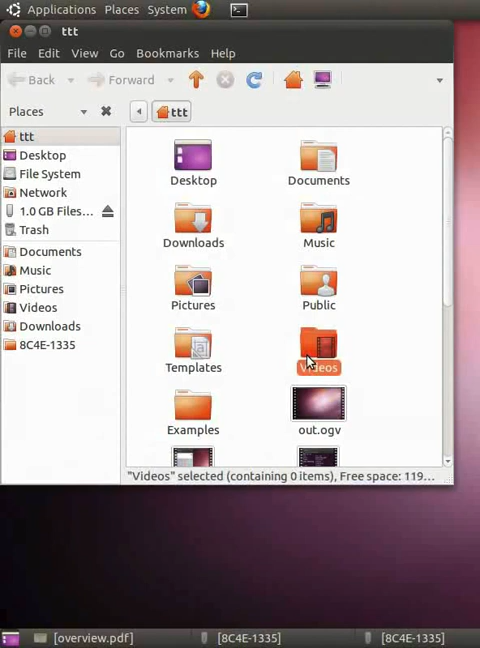 Applications Places System
ttt
File Edit View Go Bookmarks Help
Back Forward
Places ttt
ttt
Desktop
File System
Network
1.0 GB Files...
Trash
Documents
Music
Pictures
Videos
Downloads
8C4E-1335
Desktop Documents
Downloads Music
Pictures Public
Templates Videos
Examples out.ogv
"Videos" selected (containing 0 items), Free space: 119...
[overview.pdf] [8C4E-1335] [8C4E-1335]